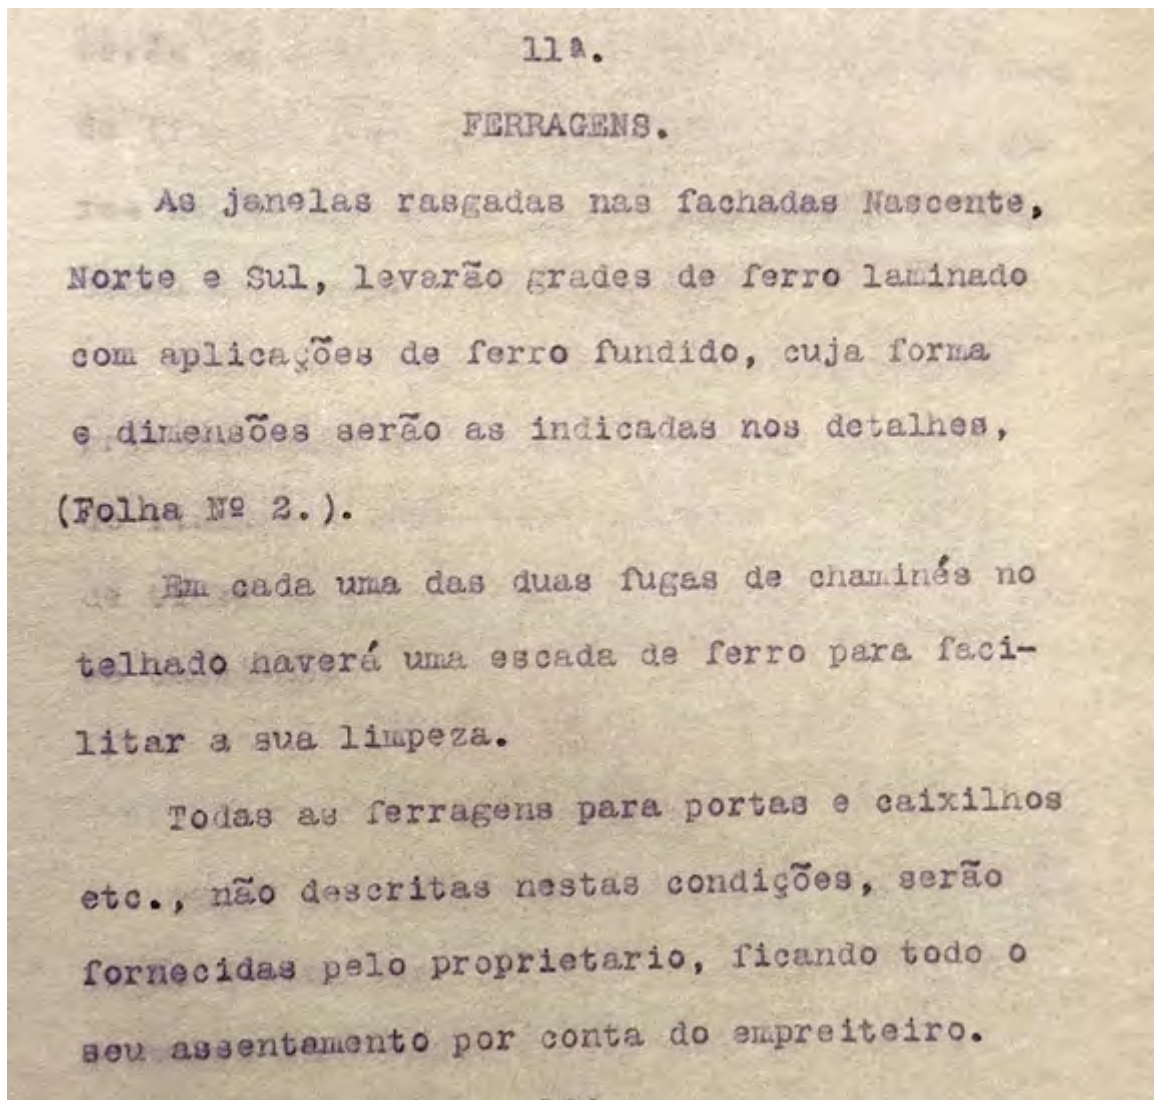 11ª.
FERRAGENS.
As janelas rasgadas nas fachadas Nascente,
Norte e Sul, levarão grades de ferro laminado
com aplicações de ferro fundido, cuja forma
e dimensões serão as indicadas nos detalhes,
(Folha Nº 2.).
Em cada uma das duas fugas de chaminés no
telhado haverá uma escada de ferro para faci-
litar a sua limpeza.
Todas as ferragens para portas e caixilhos
etc., não descritas nestas condições, serão
fornecidas pelo proprietario, ficando todo o
seu assentamento por conta do empreiteiro.